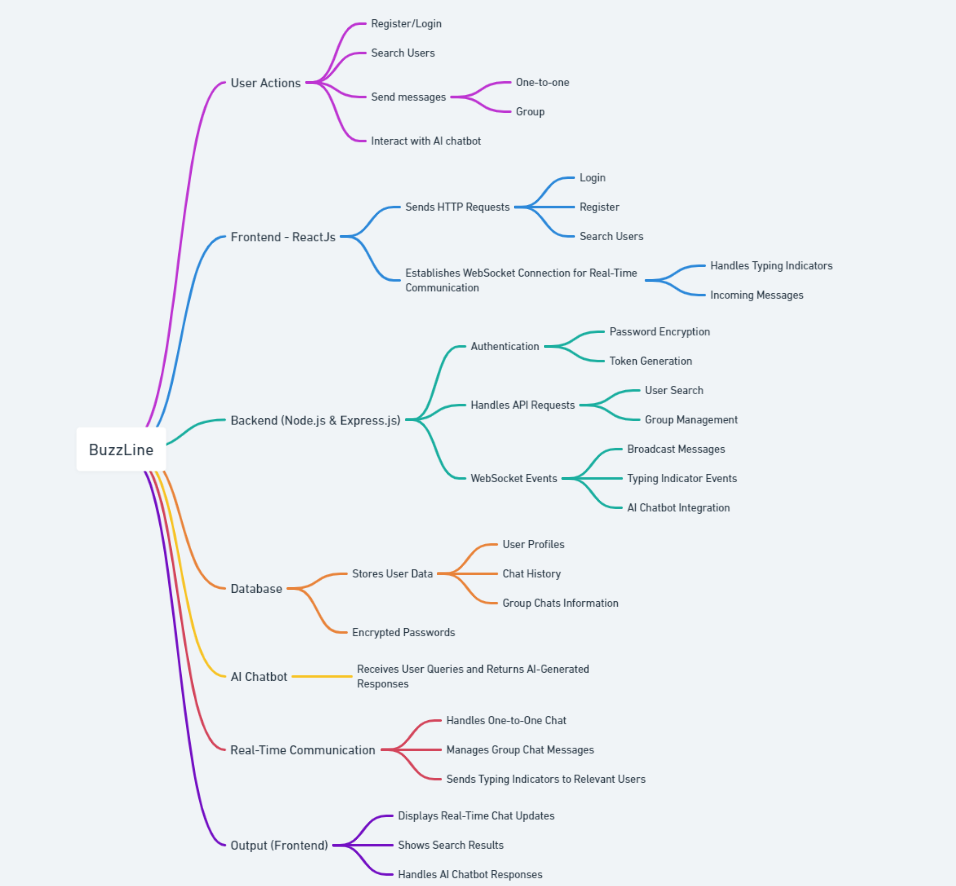 BuzzLine
User Actions
Register/Login
Search Users
Send messages
One-to-one
Group
Interact with AI chatbot
Frontend - ReactJs
Sends HTTP Requests
Login
Register
Search Users
Establishes WebSocket Connection for Real-Time
Communication
Handles Typing Indicators
Incoming Messages
Backend (Node.js & Express.js)
Authentication
Password Encryption
Token Generation
Handles API Requests
User Search
Group Management
WebSocket Events
Broadcast Messages
Typing Indicator Events
AI Chatbot Integration
Database
Stores User Data
User Profiles
Chat History
Group Chats Information
Encrypted Passwords
AI Chatbot
Receives User Queries and Returns AI-Generated
Responses
Real-Time Communication
Handles One-to-One Chat
Manages Group Chat Messages
Sends Typing Indicators to Relevant Users
Output (Frontend)
Displays Real-Time Chat Updates
Shows Search Results
Handles AI Chatbot Responses